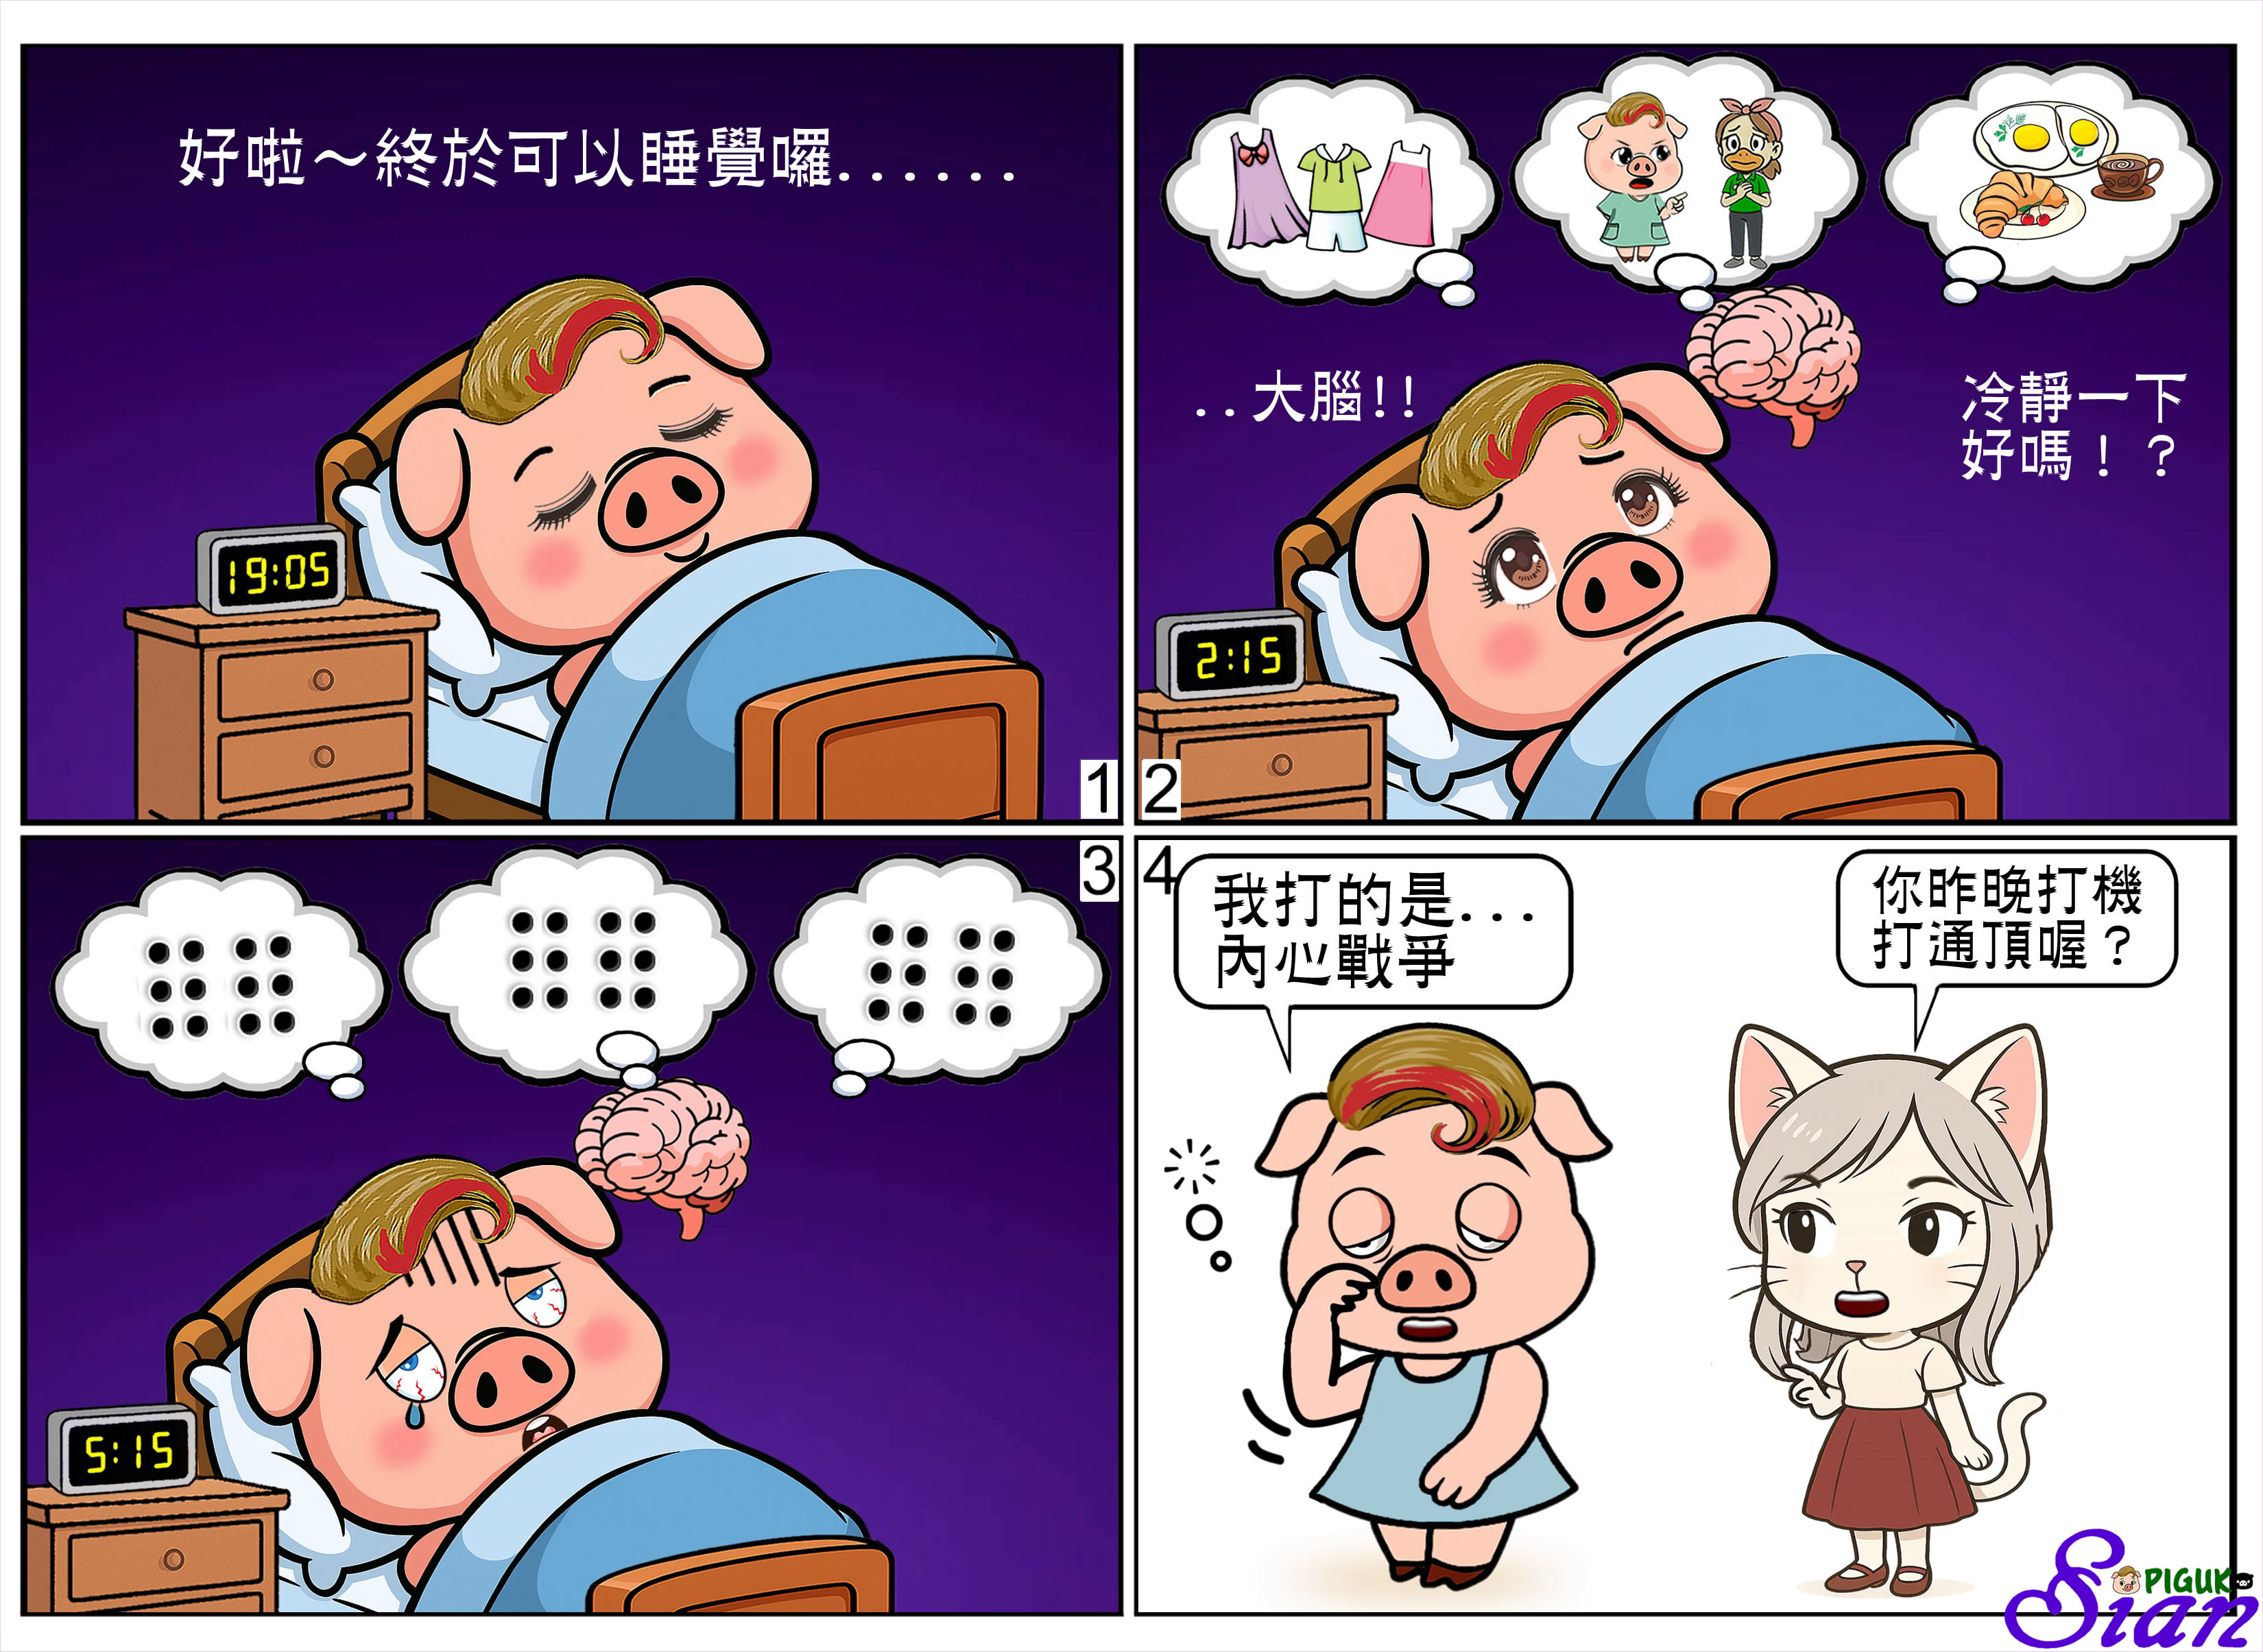 好啦～終於可以睡覺囉......
19:05
1
..大腦!!
冷靜一下
好嗎！？
2:15
2
3
5:15
4
你昨晚打機
打通頂喔？
我打的是...
內心戰爭
PIGUK
Sian